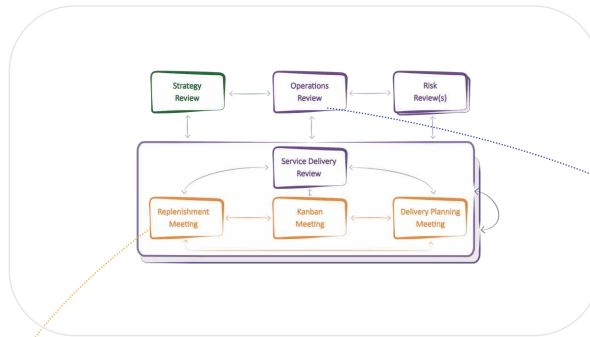 Strategy
Review
Operations
Review
Risk
Review(s)
Service Delivery
Review
Replenishment
Meeting
Kanban
Meeting
Delivery Planning
Meeting